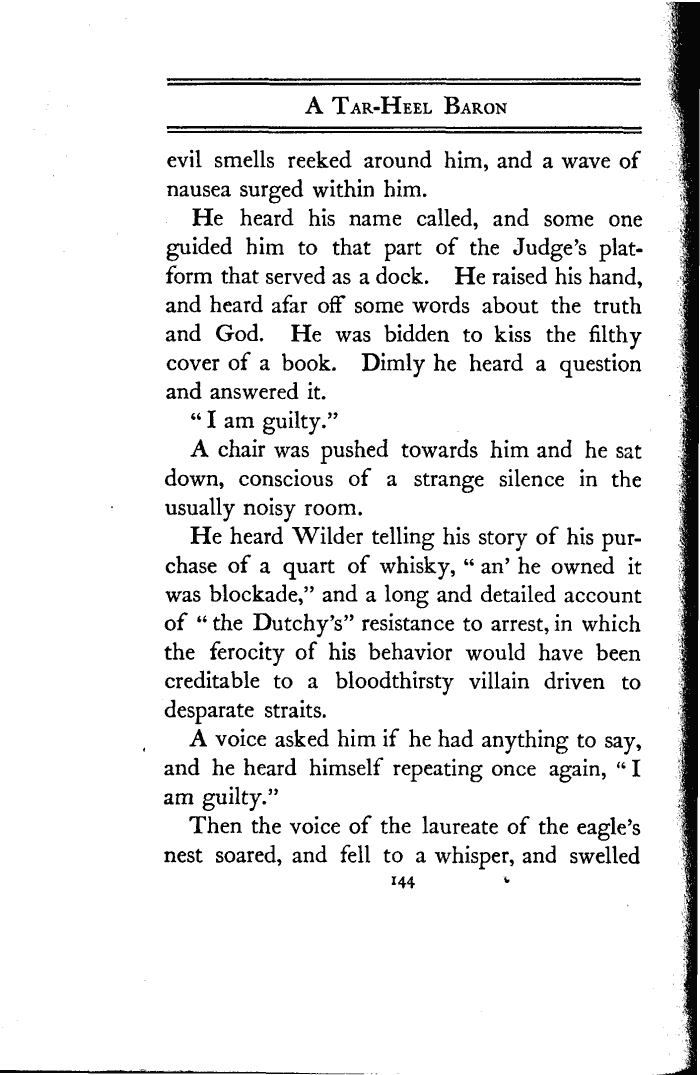 A Tar-Heel Baron
evil smells reeked around him, and a wave of
nausea surged within him.
He heard his name called, and some one
guided him to that part of the Judge's plat-
form that served as a dock. He raised his hand,
and heard afar off some words about the truth
and God. He was bidden to kiss the filthy
cover of a book. Dimly he heard a question
and answered it.
"I am guilty."
A chair was pushed towards him and he sat
down, conscious of a strange silence in the
usually noisy room.
He heard Wilder telling his story of his pur-
chase of a quart of whisky, "an' he owned it
was blockade," and a long and detailed account
of "the Dutchy's" resistance to arrest, in which
the ferocity of his behavior would have been
creditable to a bloodthirsty villain driven to
desparate straits.
A voice asked him if he had anything to say,
and he heard himself repeating once again, "I
am guilty."
Then the voice of the laureate of the eagle's
nest soared, and fell to a whisper, and swelled
144